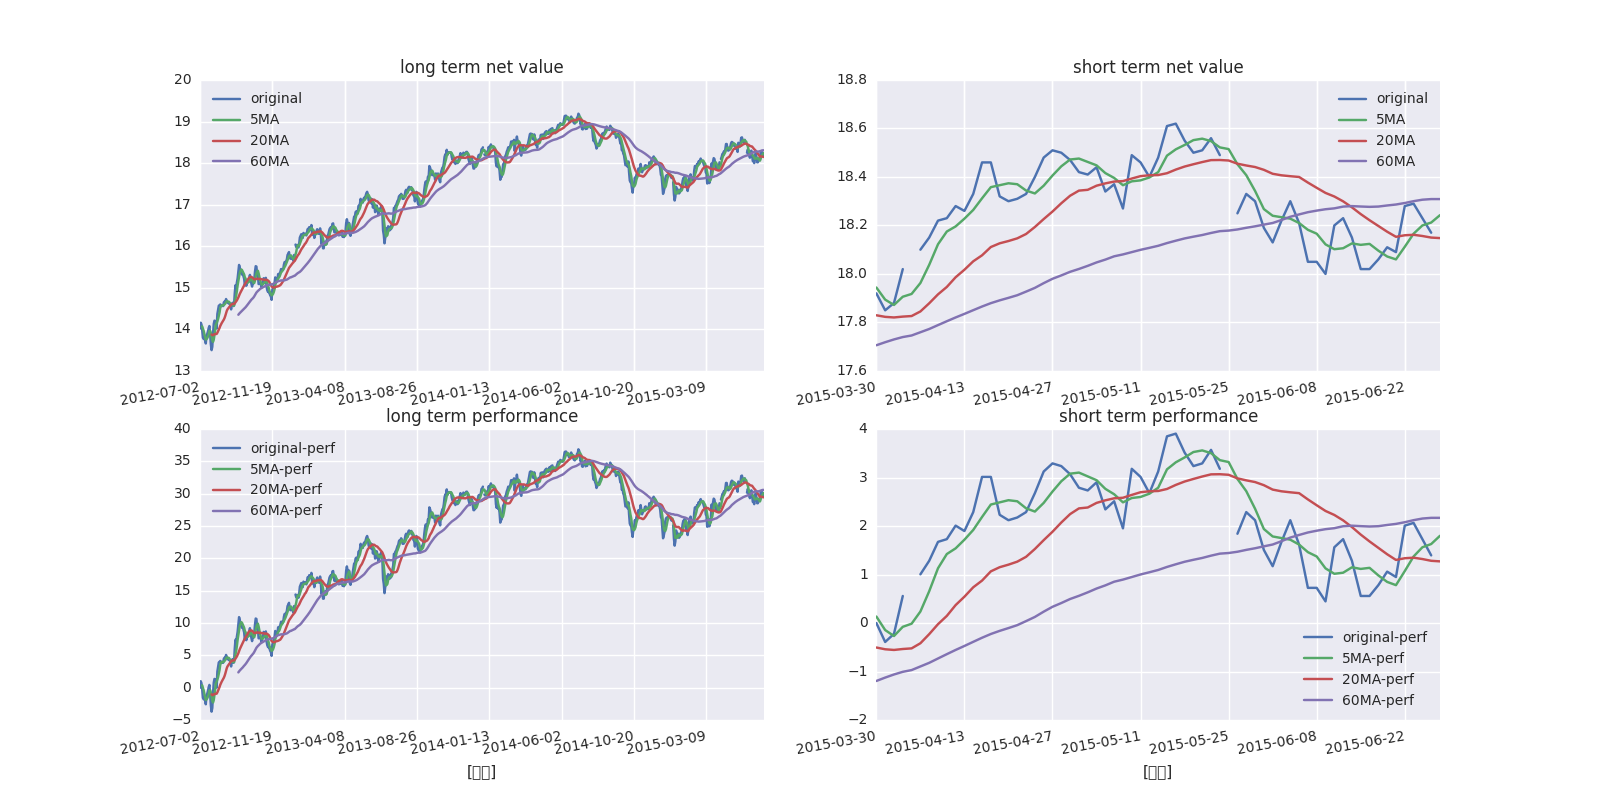 long term net value
20
19
18
17
16
15
14
13
original
5MA
20MA
60MA
2012-07-02 2012-11-19 2013-04-08 2013-08-26 2014-01-13 2014-06-02 2014-10-20 2015-03-09
short term net value
18.8
18.6
18.4
18.2
18.0
17.8
17.6
original
5MA
20MA
60MA
2015-03-30 2015-04-13 2015-04-27 2015-05-11 2015-05-25 2015-06-08 2015-06-22
long term performance
40
35
30
25
20
15
10
5
0
−5
original-perf
5MA-perf
20MA-perf
60MA-perf
2012-07-02 2012-11-19 2013-04-08 2013-08-26 2014-01-13 2014-06-02 2014-10-20 2015-03-09
short term performance
4
3
2
1
0
−1
−2
original-perf
5MA-perf
20MA-perf
60MA-perf
2015-03-30 2015-04-13 2015-04-27 2015-05-11 2015-05-25 2015-06-08 2015-06-22